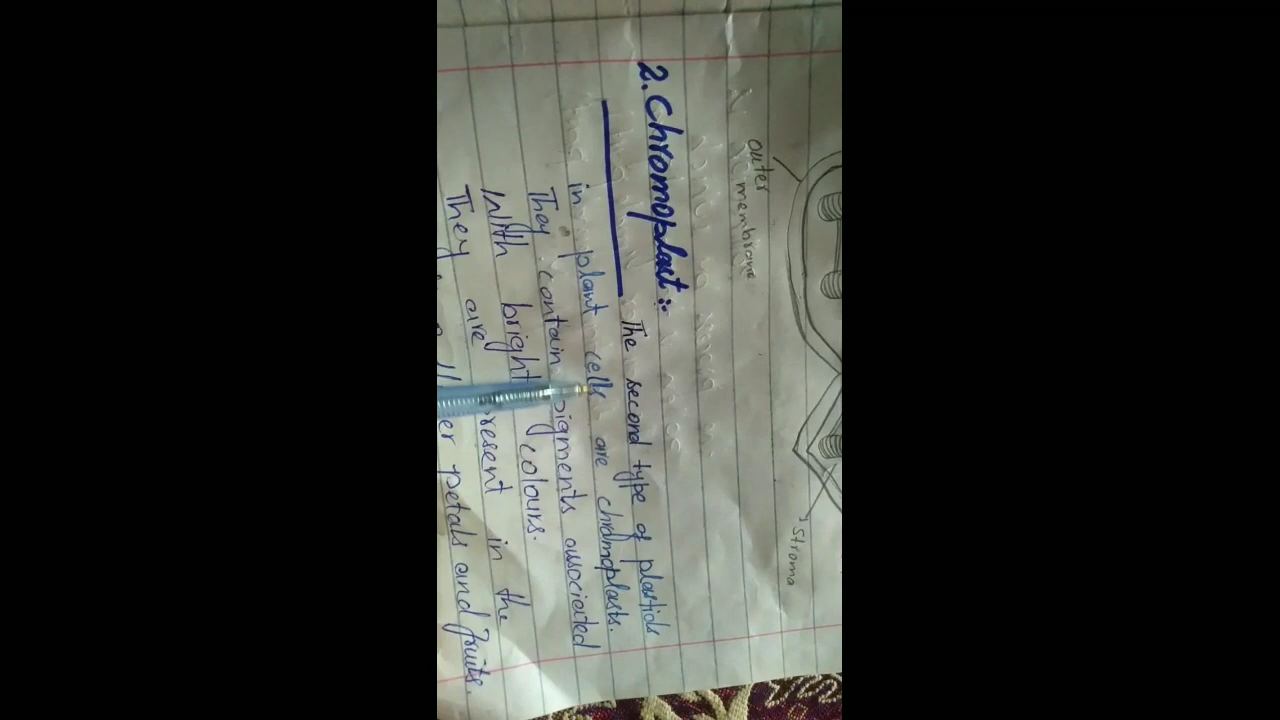 outer
membrane
Stroma
2. Chromoplast :-
The second type of plastids
in plant cells are chromoplasts.
They contain pigments associated
with bright colours.
They are present in the
petals and fruits.